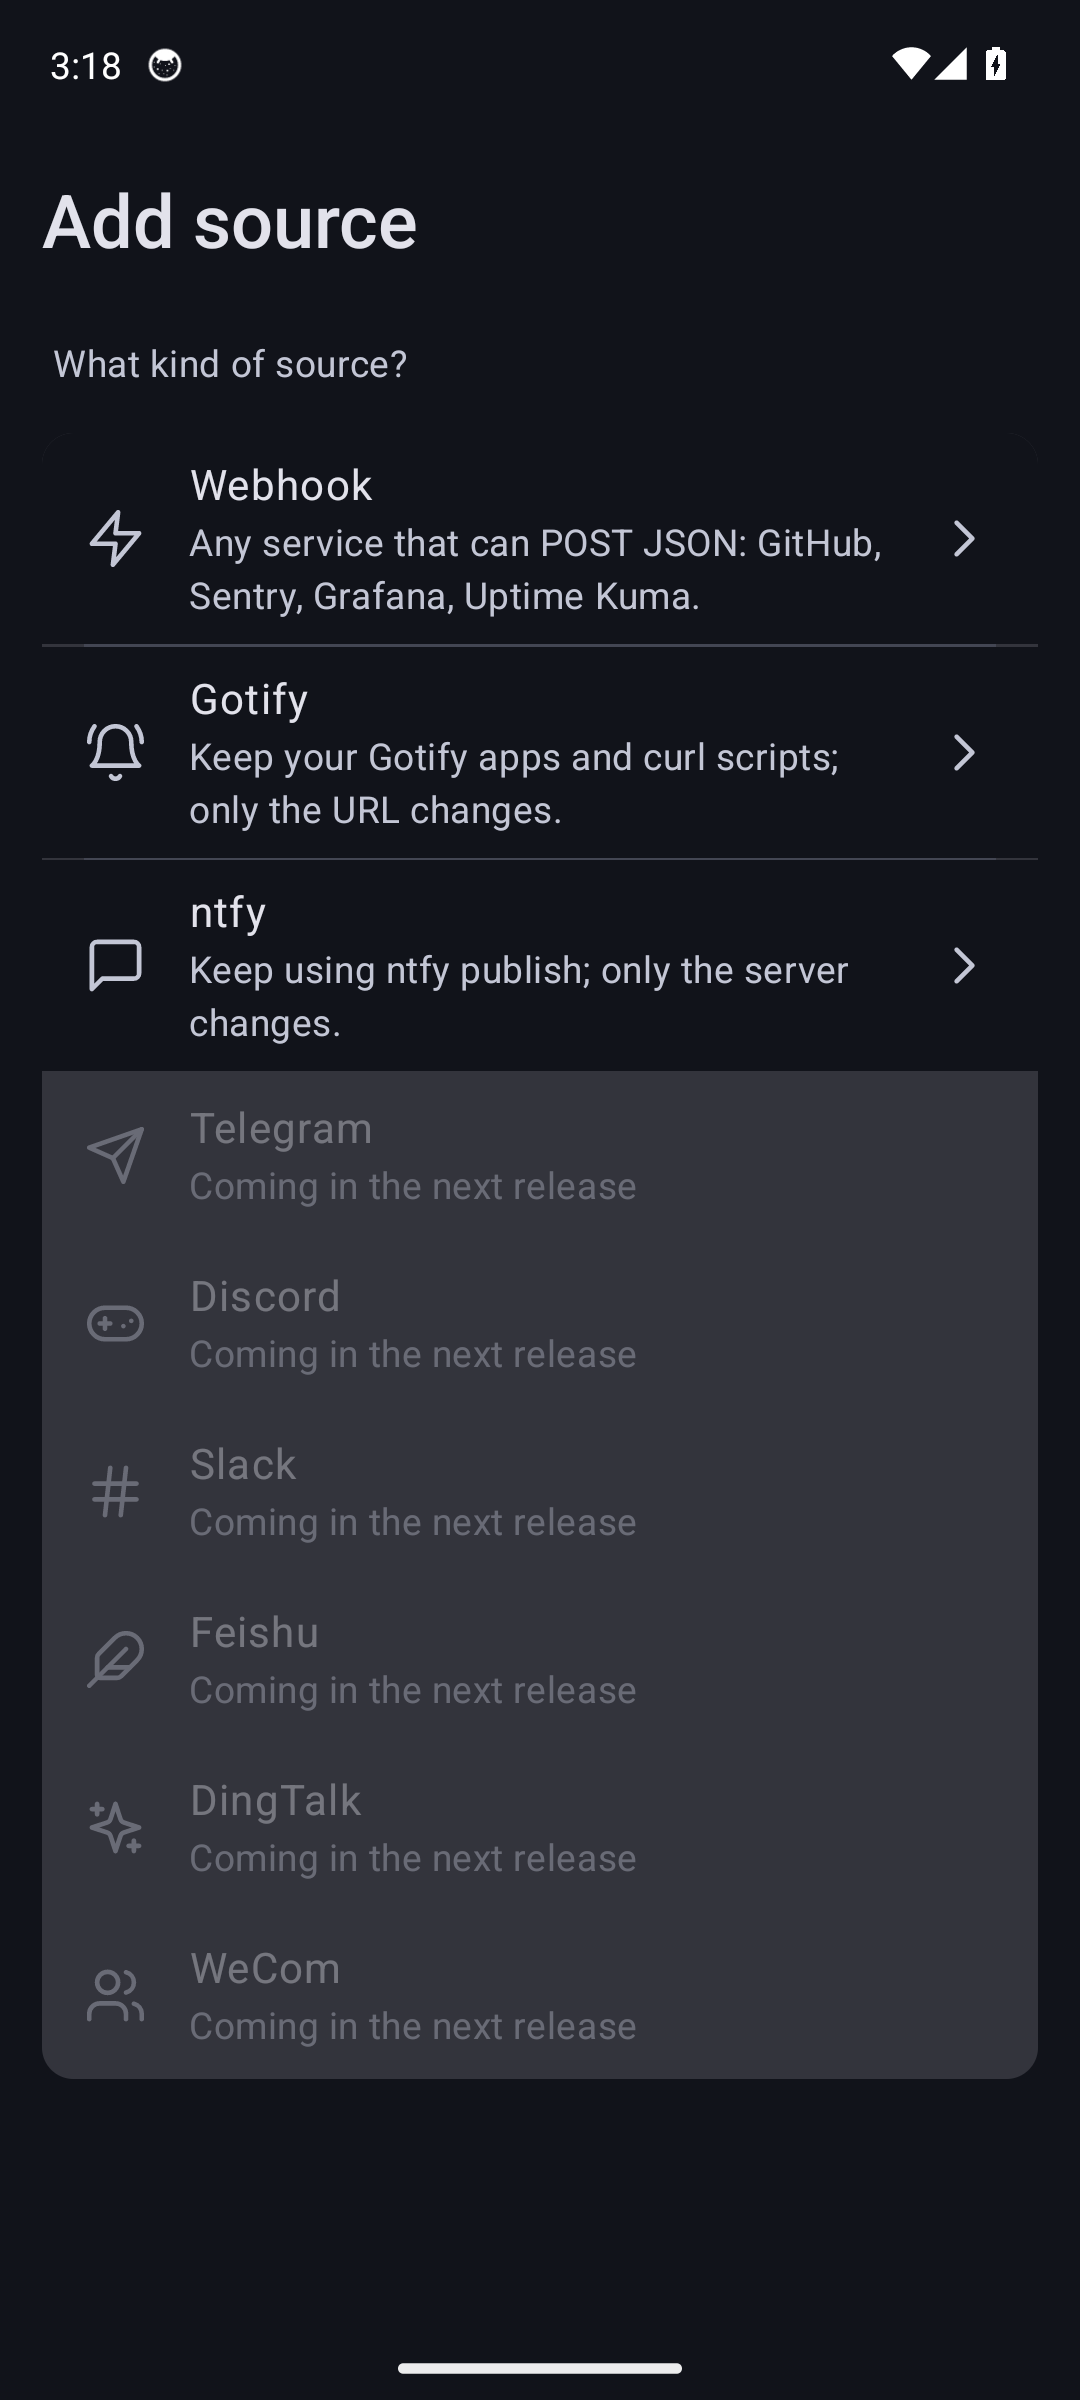 3:18
Add source
What kind of source?
Webhook
Any service that can POST JSON: GitHub,
Sentry, Grafana, Uptime Kuma.
Gotify
Keep your Gotify apps and curl scripts;
only the URL changes.
ntfy
Keep using ntfy publish; only the server
changes.
Telegram
Coming in the next release
Discord
Coming in the next release
Slack
Coming in the next release
Feishu
Coming in the next release
DingTalk
Coming in the next release
WeCom
Coming in the next release